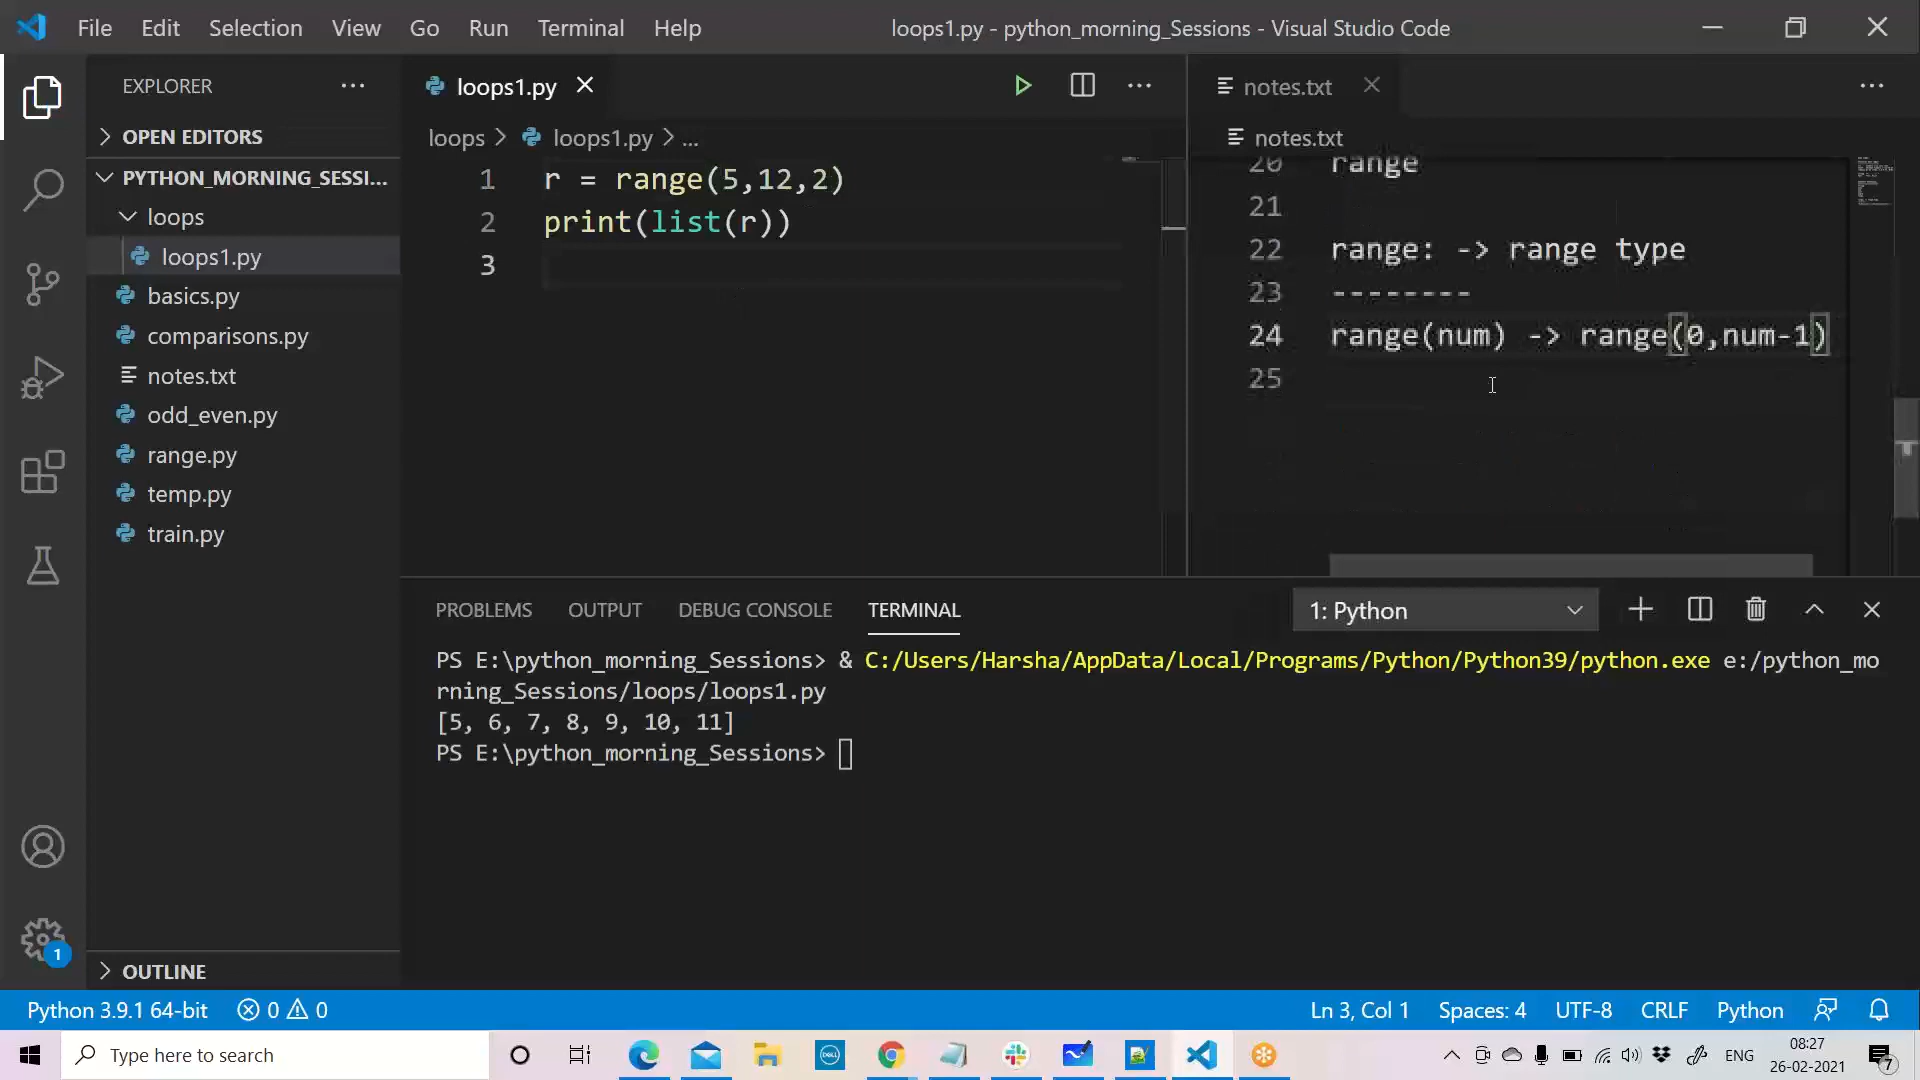 File Edit Selection View Go Run Terminal Help loops1.py - python_morning_Sessions - Visual Studio Code
EXPLORER
OPEN EDITORS
PYTHON_MORNING_SESSI...
loops
loops1.py
basics.py
comparisons.py
notes.txt
odd_even.py
range.py
temp.py
train.py
OUTLINE
loops1.py
loops > loops1.py > ...
1 r = range(5,12,2)
2 print(list(r))
3
notes.txt
notes.txt
20 range
21
22 range: -> range type
23 --------
24 range(num) -> range(0,num-1)
25
PROBLEMS OUTPUT DEBUG CONSOLE TERMINAL 1: Python
PS E:\python_morning_Sessions> & C:/Users/Harsha/AppData/Local/Programs/Python/Python39/python.exe e:/python_mo
rning_Sessions/loops/loops1.py
[5, 6, 7, 8, 9, 10, 11]
PS E:\python_morning_Sessions>
1
Python 3.9.1 64-bit 0 0 Ln 3, Col 1 Spaces: 4 UTF-8 CRLF Python
Type here to search
DELL
ENG
08:27
26-02-2021
7